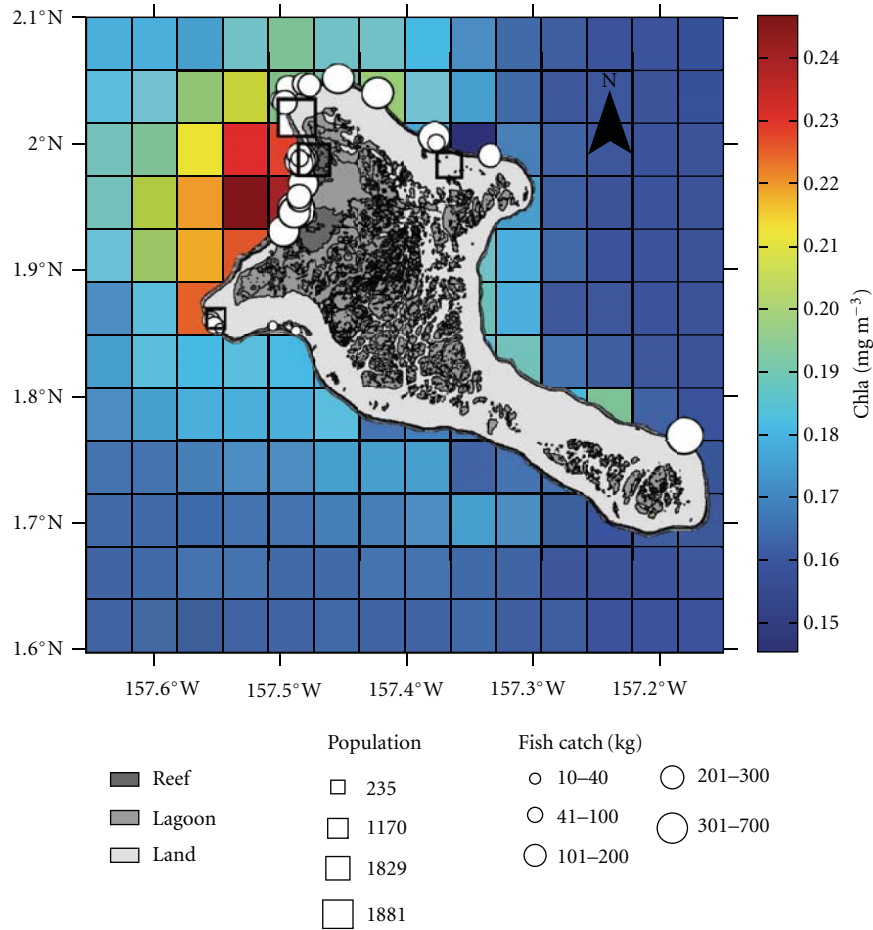 2.1°N
2°N
1.9°N
1.8°N
1.7°N
1.6°N
N
157.6°W 157.5°W 157.4°W 157.3°W 157.2°W
0.24
0.23
0.22
0.21
0.20
0.19
0.18
0.17
0.16
0.15
Chla (mg m⁻³)
Reef
Lagoon
Land
Population
235
1170
1829
1881
Fish catch (kg)
10–40
41–100
101–200
201–300
301–700